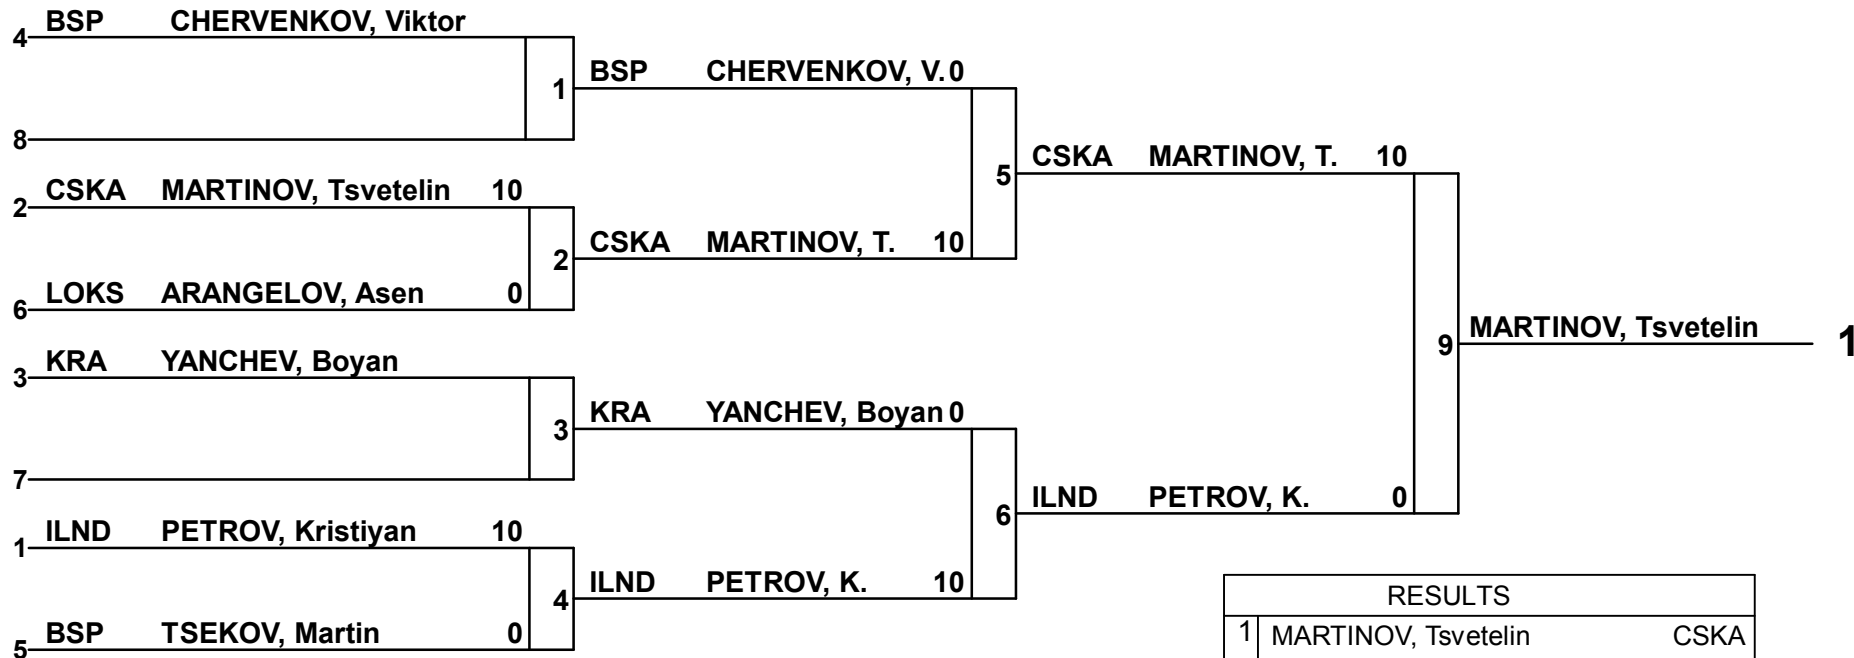 4 BSP CHERVENKOV, Viktor
1 BSP CHERVENKOV, V. 0
8
5 CSKA MARTINOV, T. 10
2 CSKA MARTINOV, Tsvetelin 10
2 CSKA MARTINOV, T. 10
6 LOKS ARANGELOV, Asen 0
9 MARTINOV, Tsvetelin 1
3 KRA YANCHEV, Boyan
3 KRA YANCHEV, Boyan 0
7
6 ILND PETROV, K. 0
1 ILND PETROV, Kristiyan 10
4 ILND PETROV, K. 10
5 BSP TSEKOV, Martin 0
RESULTS
1 MARTINOV, Tsvetelin CSKA